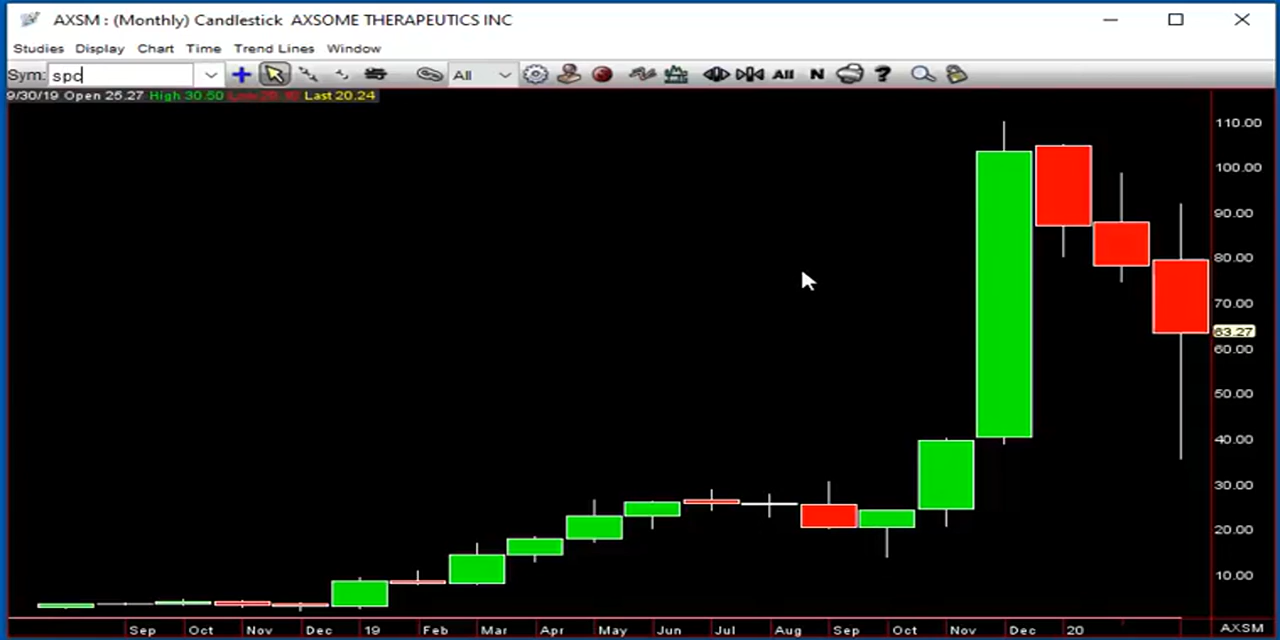 AXSM : (Monthly) Candlestick AXSOME THERAPEUTICS INC
Studies Display Chart Time Trend Lines Window
Sym: spc All All N ?
9/30/19 Open 25.27 High 30.50 Last 20.24
110.00
100.00
90.00
80.00
70.00
63.27
60.00
50.00
40.00
30.00
20.00
10.00
Sep Oct Nov Dec 19 Feb Mar Apr May Jun Jul Aug Sep Oct Nov Dec 20 AXSM